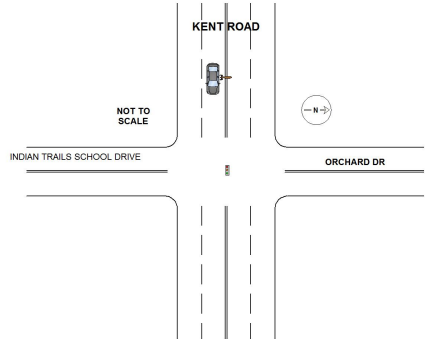 KENT ROAD
NOT TO
SCALE
N
INDIAN TRAILS SCHOOL DRIVE
ORCHARD DR